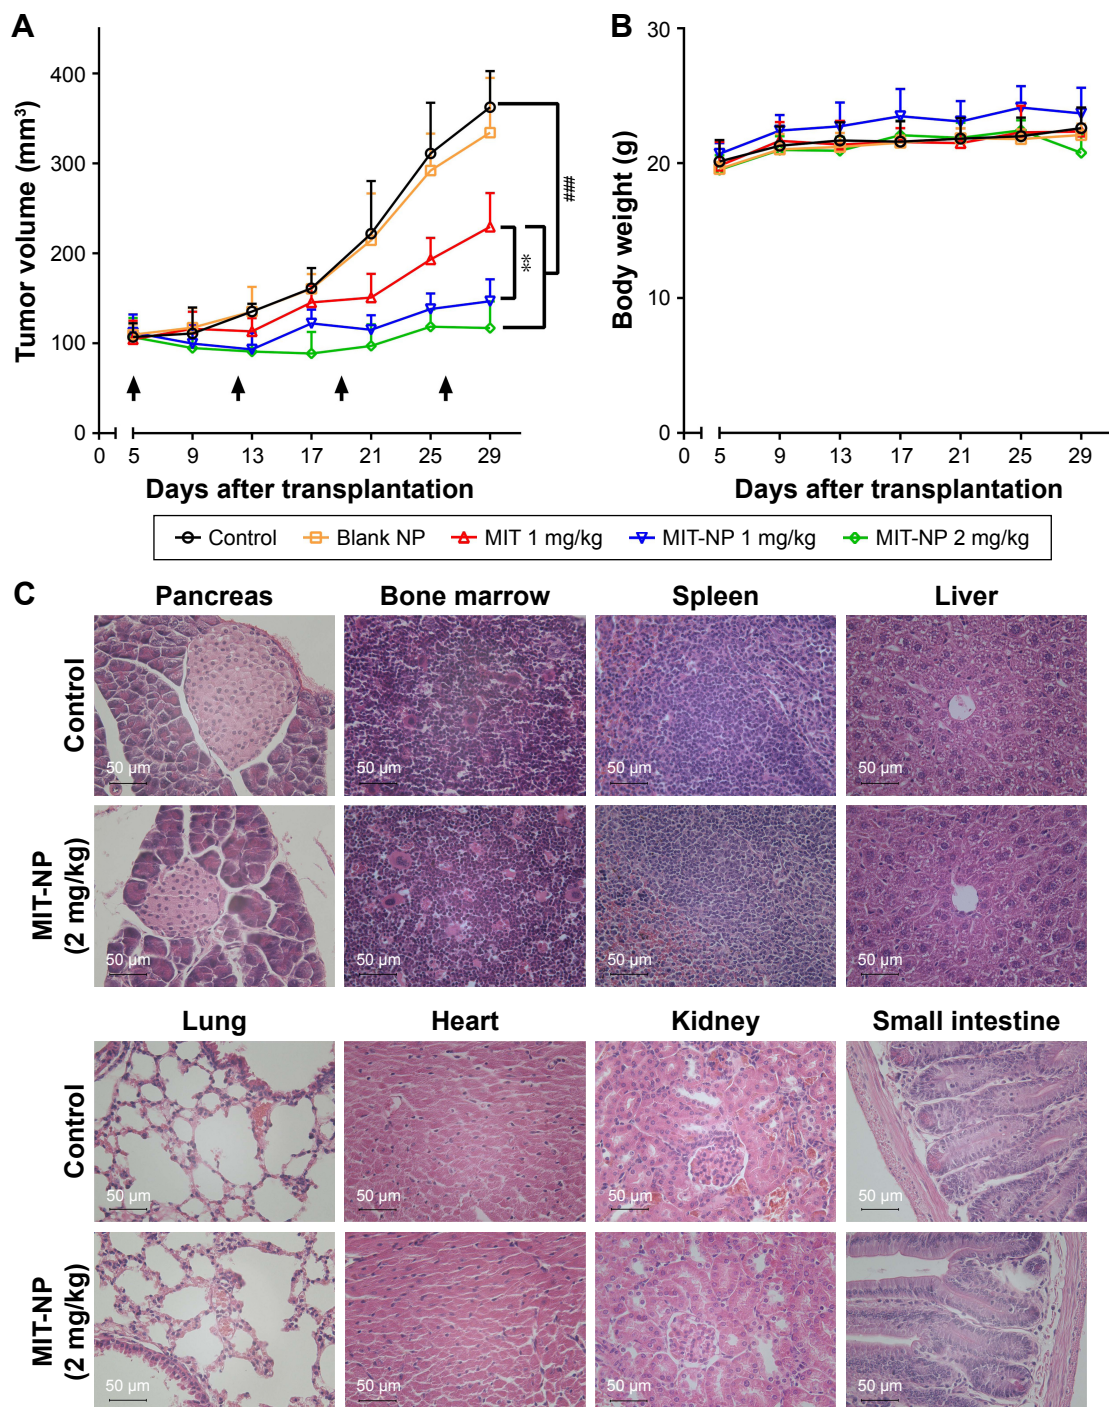 A
Tumor volume (mm³)
400
300
200
100
0
0 5 9 13 17 21 25 29
Days after transplantation
###
**
B
Body weight (g)
30
20
10
0
0 5 9 13 17 21 25 29
Days after transplantation
Control Blank NP MIT 1 mg/kg MIT-NP 1 mg/kg MIT-NP 2 mg/kg
C
Pancreas Bone marrow Spleen Liver
Control
50 µm 50 µm 50 µm 50 µm
MIT-NP
(2 mg/kg)
50 µm 50 µm 50 µm 50 µm
Lung Heart Kidney Small intestine
Control
50 µm 50 µm 50 µm 50 µm
MIT-NP
(2 mg/kg)
50 µm 50 µm 50 µm 50 µm